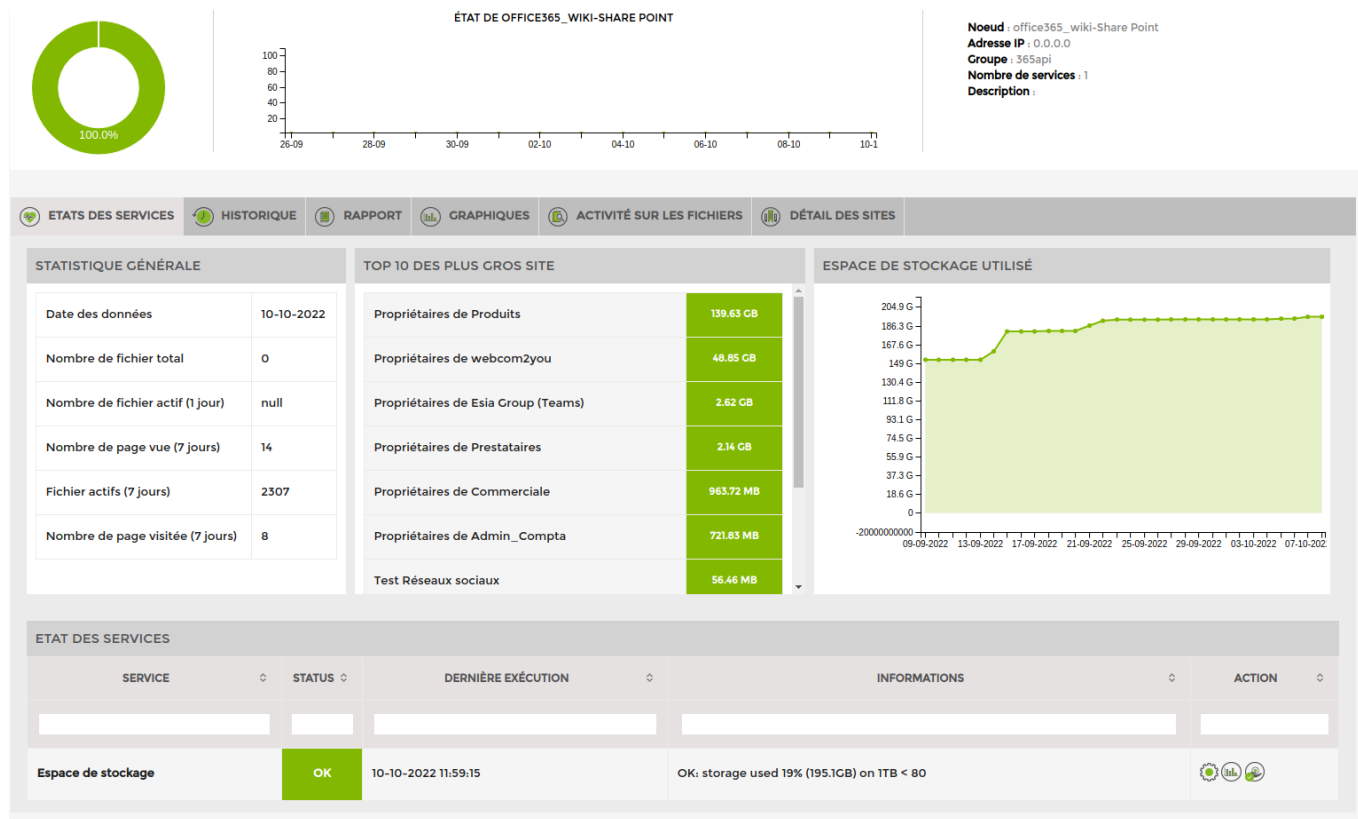 100.0%
ÉTAT DE OFFICE365_WIKI-SHARE POINT
100
80
60
40
20
26-09 28-09 30-09 02-10 04-10 06-10 08-10 10-1
Noeud : office365_wiki-Share Point
Adresse IP : 0.0.0.0
Groupe : 365api
Nombre de services : 1
Description :
ETATS DES SERVICES HISTORIQUE RAPPORT GRAPHIQUES ACTIVITÉ SUR LES FICHIERS DÉTAIL DES SITES
STATISTIQUE GÉNÉRALE
Date des données 10-10-2022
Nombre de fichier total 0
Nombre de fichier actif (1 jour) null
Nombre de page vue (7 jours) 14
Fichier actifs (7 jours) 2307
Nombre de page visitée (7 jours) 8
TOP 10 DES PLUS GROS SITE
Propriétaires de Produits 139.63 GB
Propriétaires de webcom2you 48.85 GB
Propriétaires de Esia Group (Teams) 2.62 GB
Propriétaires de Prestataires 2.14 GB
Propriétaires de Commerciale 963.72 MB
Propriétaires de Admin_Compta 721.83 MB
Test Réseaux sociaux 56.46 MB
ESPACE DE STOCKAGE UTILISÉ
204.9 G
186.3 G
167.6 G
149 G
130.4 G
111.8 G
93.1 G
74.5 G
55.9 G
37.3 G
18.6 G
0
-20000000000
09-09-2022 13-09-2022 17-09-2022 21-09-2022 25-09-2022 29-09-2022 03-10-2022 07-10-202
ETAT DES SERVICES
SERVICE STATUS DERNIÈRE EXÉCUTION INFORMATIONS ACTION
Espace de stockage OK 10-10-2022 11:59:15 OK: storage used 19% (195.1GB) on 1TB < 80